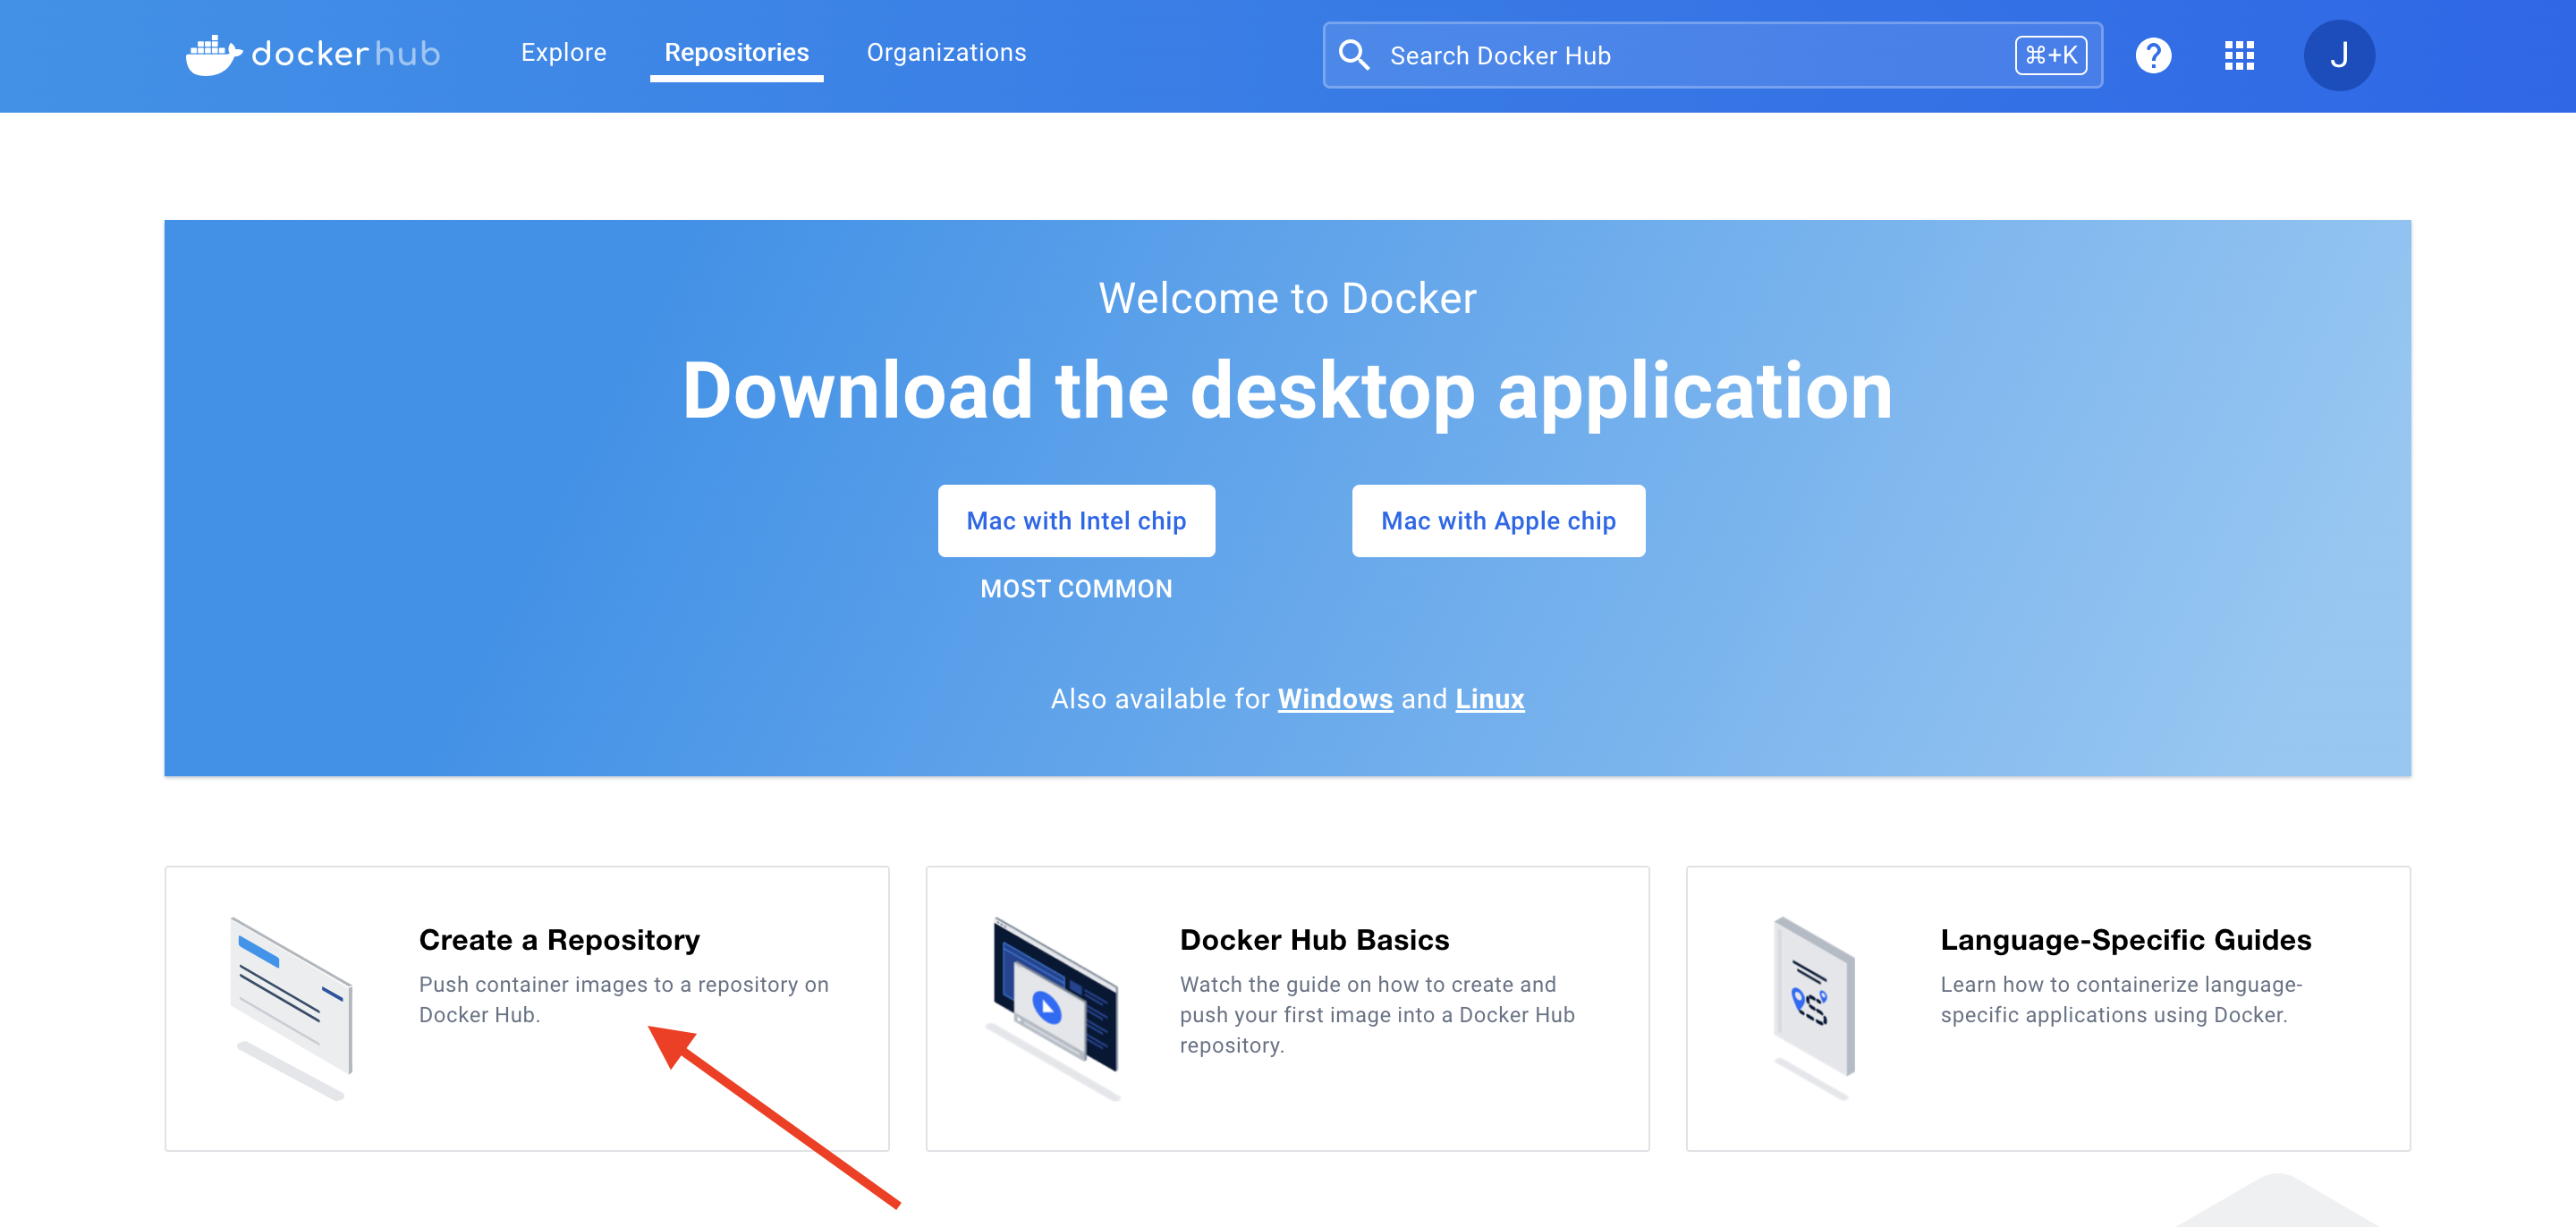 dockerhub
Explore
Repositories
Organizations
Search Docker Hub
⌘+K
J
Welcome to Docker
Download the desktop application
Mac with Intel chip
Mac with Apple chip
MOST COMMON
Also available for Windows and Linux
Create a Repository
Push container images to a repository on
Docker Hub.
Docker Hub Basics
Watch the guide on how to create and
push your first image into a Docker Hub
repository.
Language-Specific Guides
Learn how to containerize language-
specific applications using Docker.